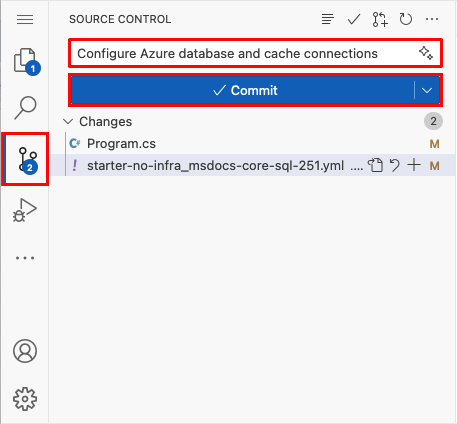 SOURCE CONTROL
1
Configure Azure database and cache connections
Commit
2
Changes 2
C# Program.cs M
! starter-no-infra_msdocs-core-sql-251.yml .... M